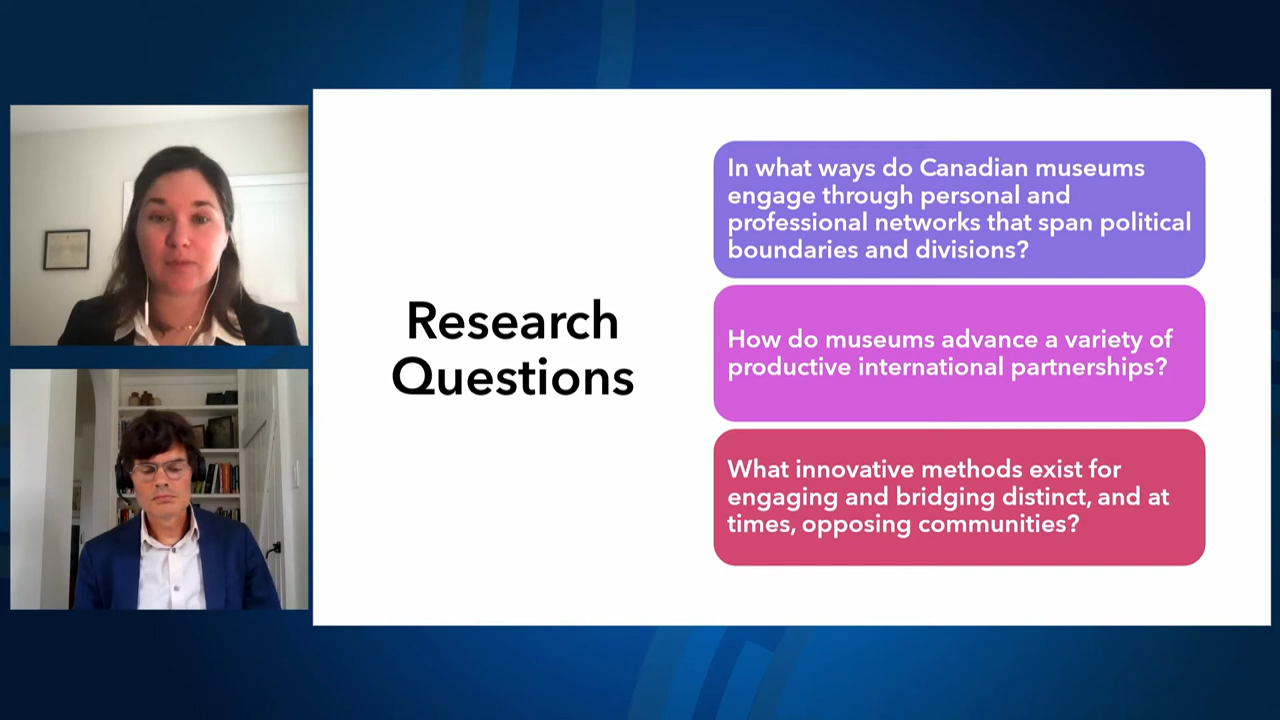 Research
Questions
In what ways do Canadian museums
engage through personal and
professional networks that span political
boundaries and divisions?
How do museums advance a variety of
productive international partnerships?
What innovative methods exist for
engaging and bridging distinct, and at
times, opposing communities?